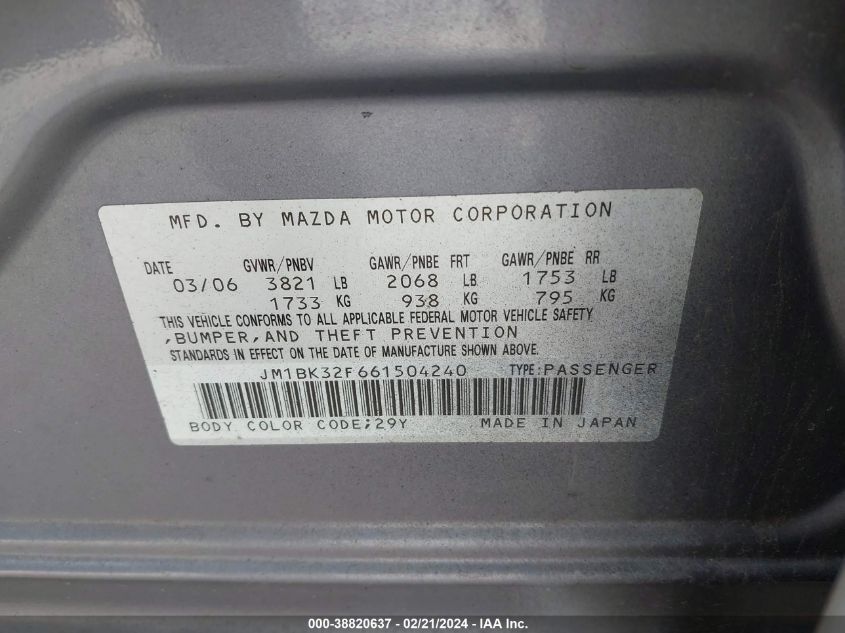 MFD. BY MAZDA MOTOR CORPORATION
DATE GVWR/PNBV GAWR/PNBE FRT GAWR/PNBE RR
03/06 3821 LB 2068 LB 1753 LB
1733 KG 938 KG 795 KG
THIS VEHICLE CONFORMS TO ALL APPLICABLE FEDERAL MOTOR VEHICLE SAFETY
,BUMPER,AND THEFT PREVENTION
STANDARDS IN EFFECT ON THE DATE OF MANUFACTURE SHOWN ABOVE.
JM1BK32F661504240 TYPE:PASSENGER
BODY COLOR CODE;29Y MADE IN JAPAN
000-38820637 - 02/21/2024 - IAA Inc.